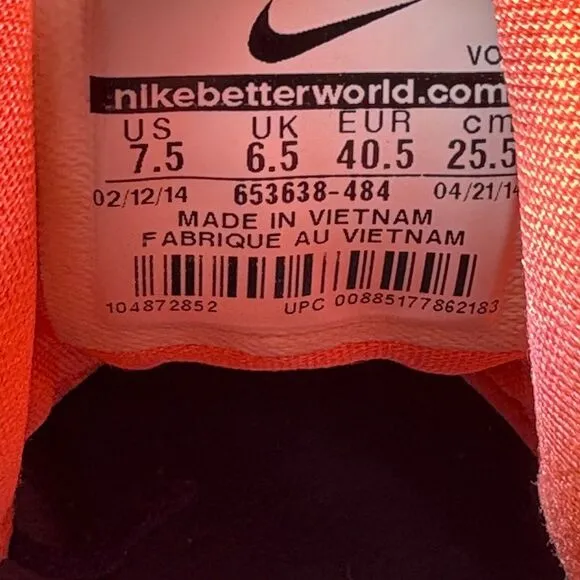 VO
nikebetterworld.com
US UK EUR cm
7.5 6.5 40.5 25.5
02/12/14 653638-484 04/21/14
MADE IN VIETNAM
FABRIQUE AU VIETNAM
104872852 UPC 00885177862183